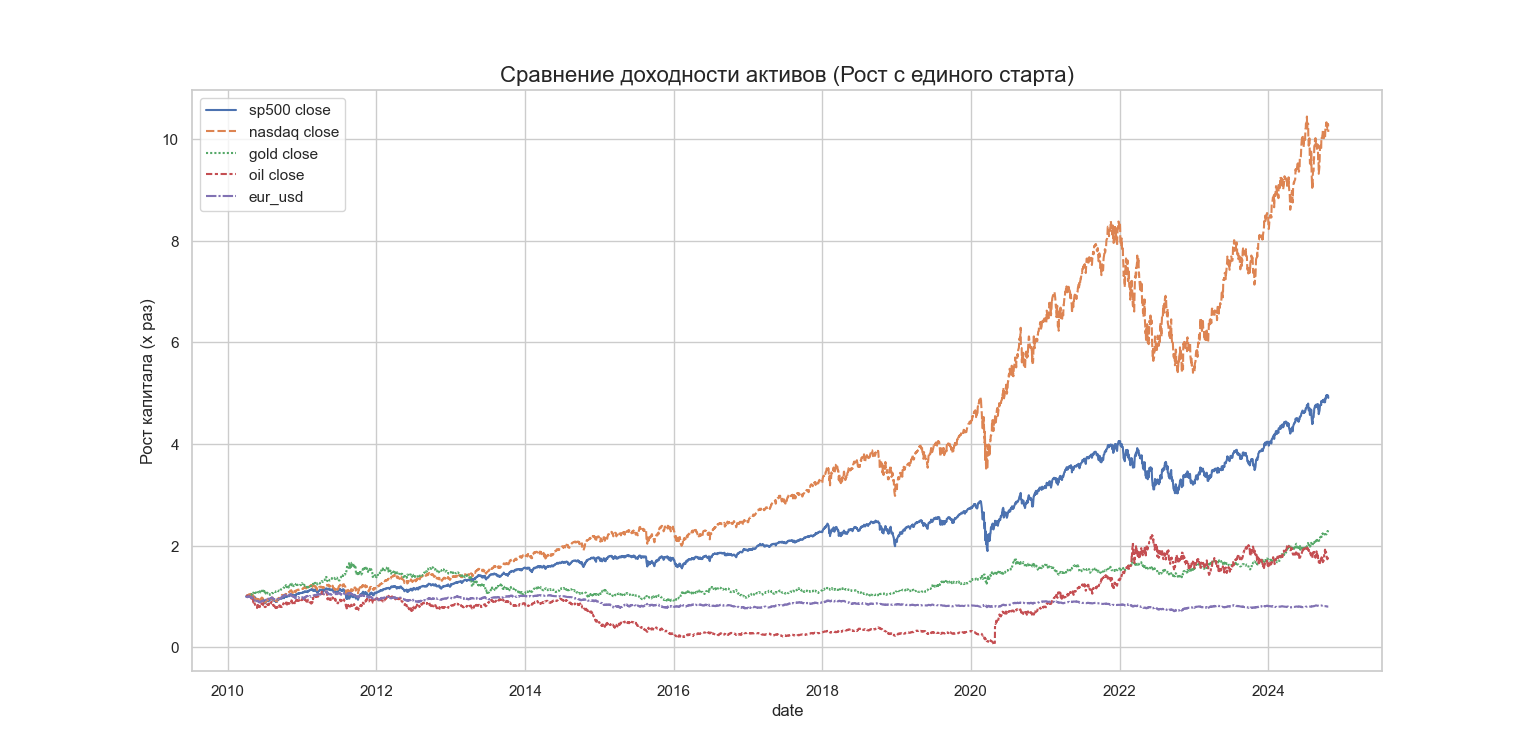 Сравнение доходности активов (Рост с единого старта)
sp500 close
nasdaq close
gold close
oil close
eur_usd
Рост капитала (x раз)
10
8
6
4
2
0
2010
2012
2014
2016
2018
2020
2022
2024
date